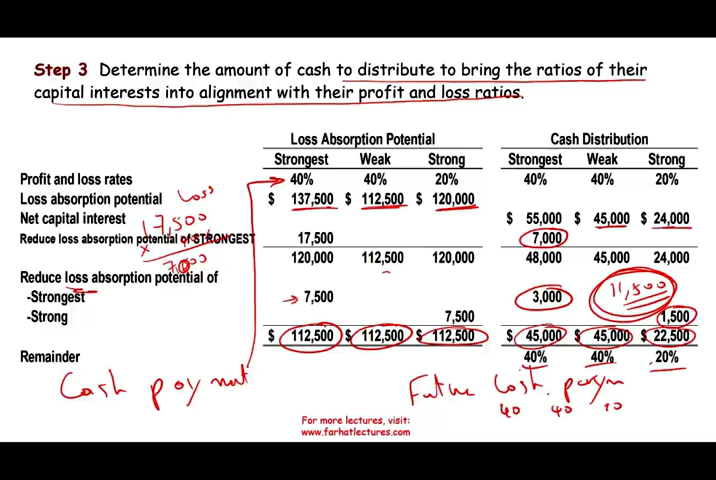 Step 3 Determine the amount of cash to distribute to bring the ratios of their
capital interests into alignment with their profit and loss ratios.
Loss Absorption Potential Cash Distribution
Strongest Weak Strong Strongest Weak Strong
Profit and loss rates 40% 40% 20% 40% 40% 20%
Loss absorption potential Loss $ 137,500 $ 112,500 $ 120,000
Net capital interest $ 55,000 $ 45,000 $ 24,000
17,500
Reduce loss absorption potential of STRONGEST 17,500 7,000
x
120,000 112,500 120,000 48,000 45,000 24,000
7000
Reduce loss absorption potential of
-Strongest 7,500 3,000 11,500
-Strong 7,500 1,500
$ 112,500 $ 112,500 $ 112,500 $ 45,000 $ 45,000 $ 22,500
Remainder 40% 40% 20%
Cash payment Future Cash
40 40 20
For more lectures, visit:
www.farhatlectures.com